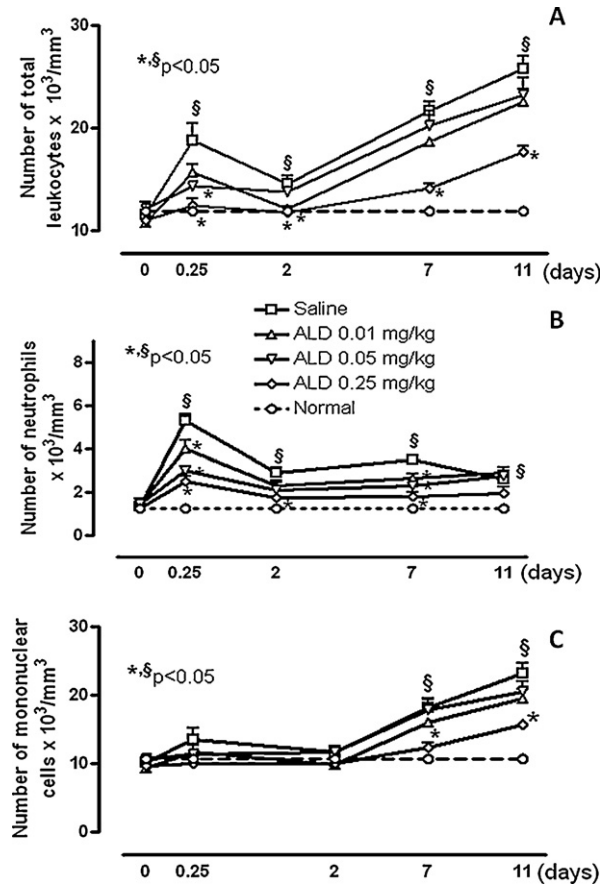 A
Number of total
leukocytes x 10³/mm³
30
20
10
*,§p<0.05
§
§
§
§
*
*
*
*
*
*
0
0.25
2
7
11
(days)
B
Number of neutrophils
x 10³/mm³
8
6
4
2
0
*,§p<0.05
Saline
ALD 0.01 mg/kg
ALD 0.05 mg/kg
ALD 0.25 mg/kg
Normal
§
§
§
§
*
*
*
*
*
*
*
0
0.25
2
7
11
(days)
C
Number of mononuclear
cells x 10³/mm³
30
20
10
0
*,§p<0.05
§
§
*
*
0
0.25
2
7
11
(days)